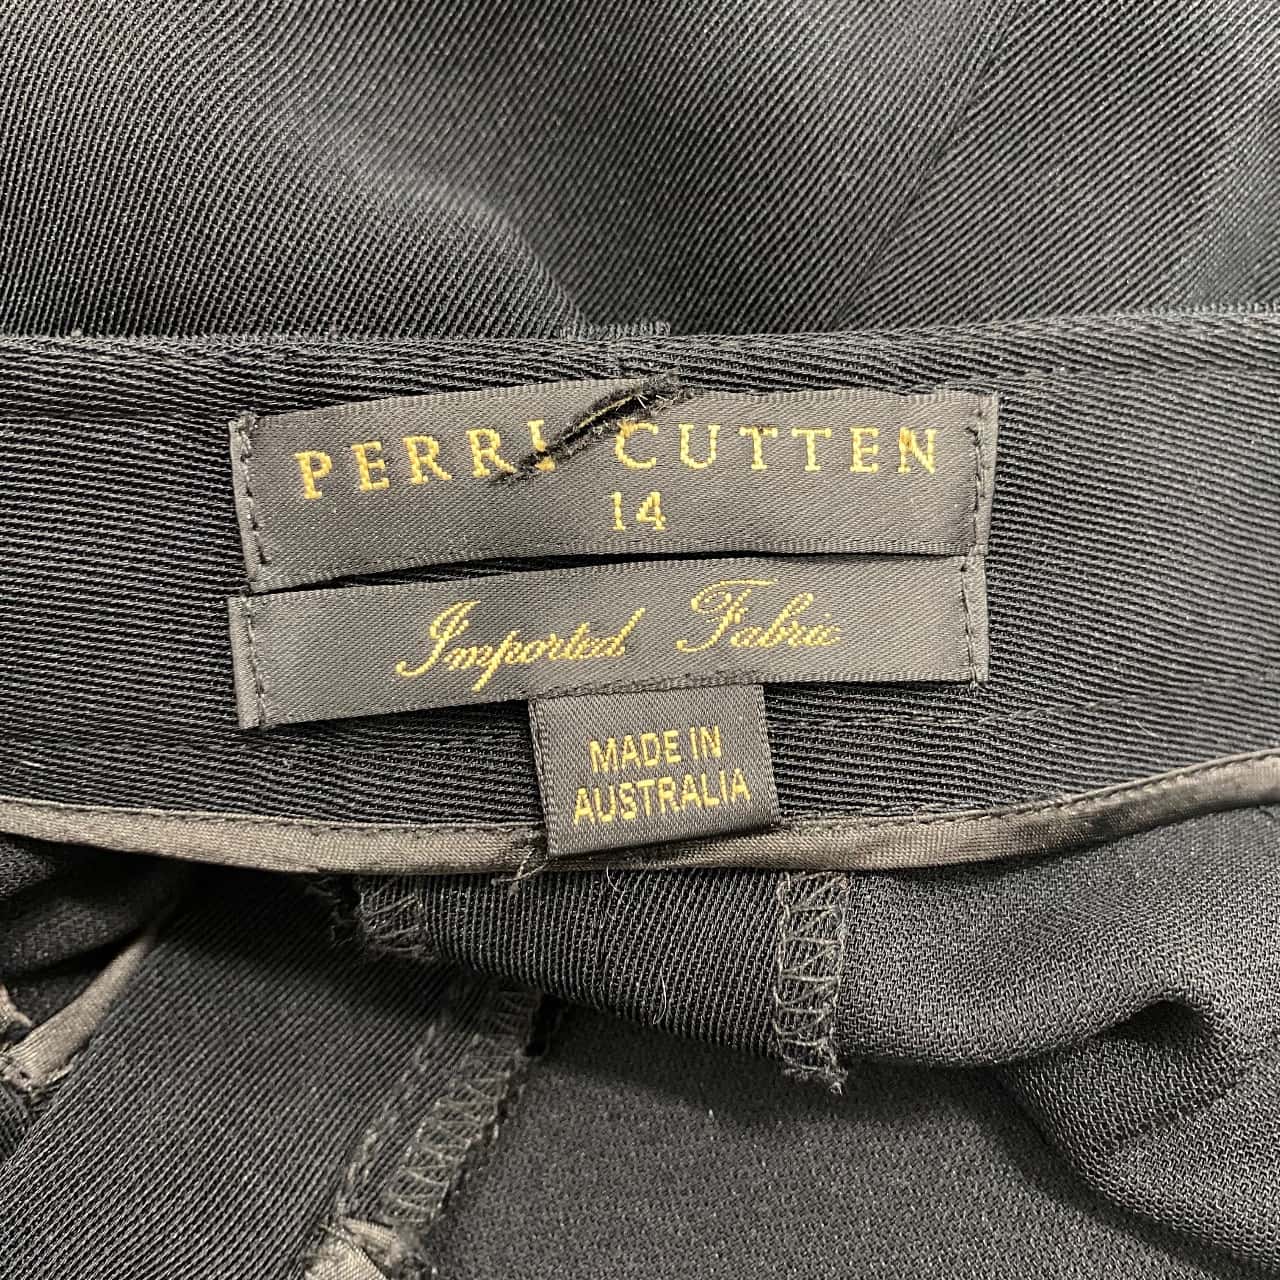 PERRI CUTTEN
14
Imported Fabric
MADE IN
AUSTRALIA